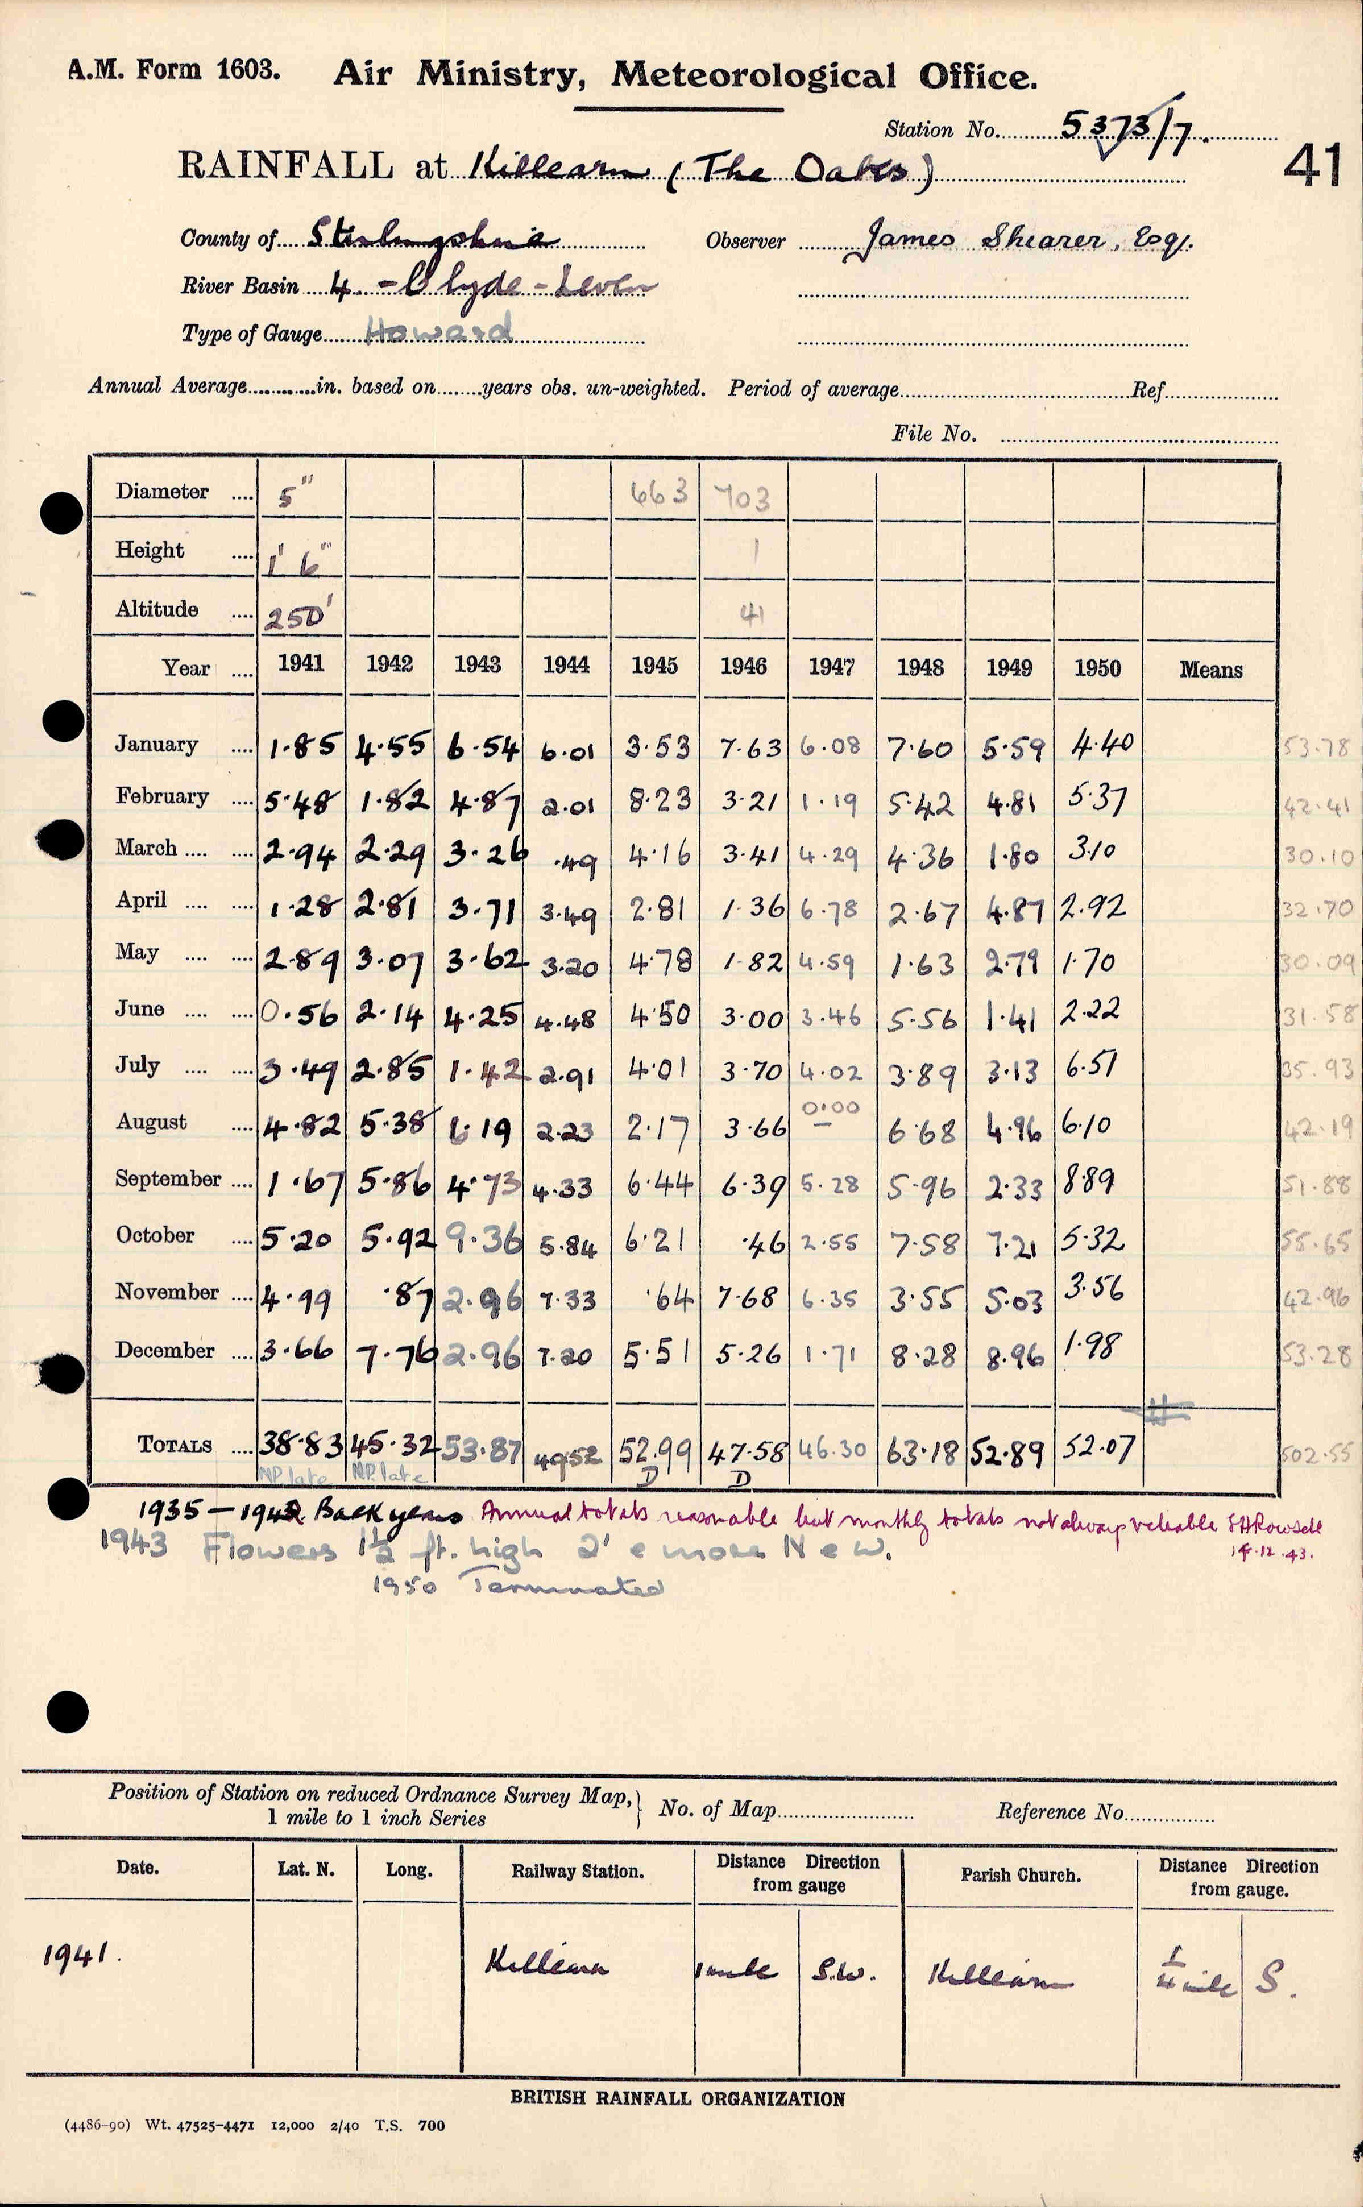 A.M. Form 1603. Air Ministry, Meteorological Office.
Station No. 5373/7.
41
RAINFALL at Killearn (The Oaks)
County of Stirlingshire Observer James Shearer, Esq.
River Basin 4. - Clyde - Leven
Type of Gauge Howard
Annual Average in. based on years obs. un-weighted. Period of average Ref.
File No.
Diameter 5" 663 703
Height 1' 6" 1
Altitude 250' 41
Year 1941 1942 1943 1944 1945 1946 1947 1948 1949 1950 Means
January 1.85 4.55 6.54 6.01 3.53 7.63 6.08 7.60 5.59 4.40 53.78
February 5.48 1.82 4.87 2.01 8.23 3.21 1.19 5.42 4.81 5.37 42.41
March 2.94 2.29 3.26 .49 4.16 3.41 4.29 4.36 1.80 3.10 30.10
April 1.28 2.81 3.71 3.49 2.81 1.36 6.78 2.67 4.87 2.92 32.70
May 2.89 3.07 3.62 3.20 4.78 1.82 4.59 1.63 2.79 1.70 30.09
June 0.56 2.14 4.25 4.48 4.50 3.00 3.46 5.56 1.41 2.22 31.58
July 3.49 2.85 1.42 2.91 4.01 3.70 4.02 3.89 3.13 6.51 35.93
August 4.82 5.38 6.19 2.23 2.17 3.66 0.00 – 6.68 4.96 6.10 42.19
September 1.67 5.86 4.73 4.33 6.44 6.39 5.28 5.96 2.33 8.89 51.88
October 5.20 5.92 9.36 5.84 6.21 .46 2.55 7.58 7.21 5.32 55.65
November 4.99 .87 2.96 7.33 .64 7.68 6.35 3.55 5.03 3.56 42.96
December 3.66 7.76 2.96 7.20 5.51 5.26 1.71 8.28 8.96 1.98 53.28
TOTALS 38.83 45.32 53.87 49.52 52.99 47.58 46.30 63.18 52.89 52.07 502.55
NP. late NP. late D D
1935 – 1942 Back years Annual totals reasonable but monthly totals not always reliable
14.12.43.
1943 Flowers 1½ ft. high 2' e more N e W.
1950 Terminated
Position of Station on reduced Ordnance Survey Map, No. of Map Reference No.
1 mile to 1 inch Series
Date. Lat. N. Long. Railway Station. Distance Direction from gauge Parish Church. Distance Direction from gauge.
1941. Killearn 1 mile S.W. Killearn ¼ mile S.
BRITISH RAINFALL ORGANIZATION
(4486-90) Wt. 47525-4471 12,000 2/40 T.S. 700